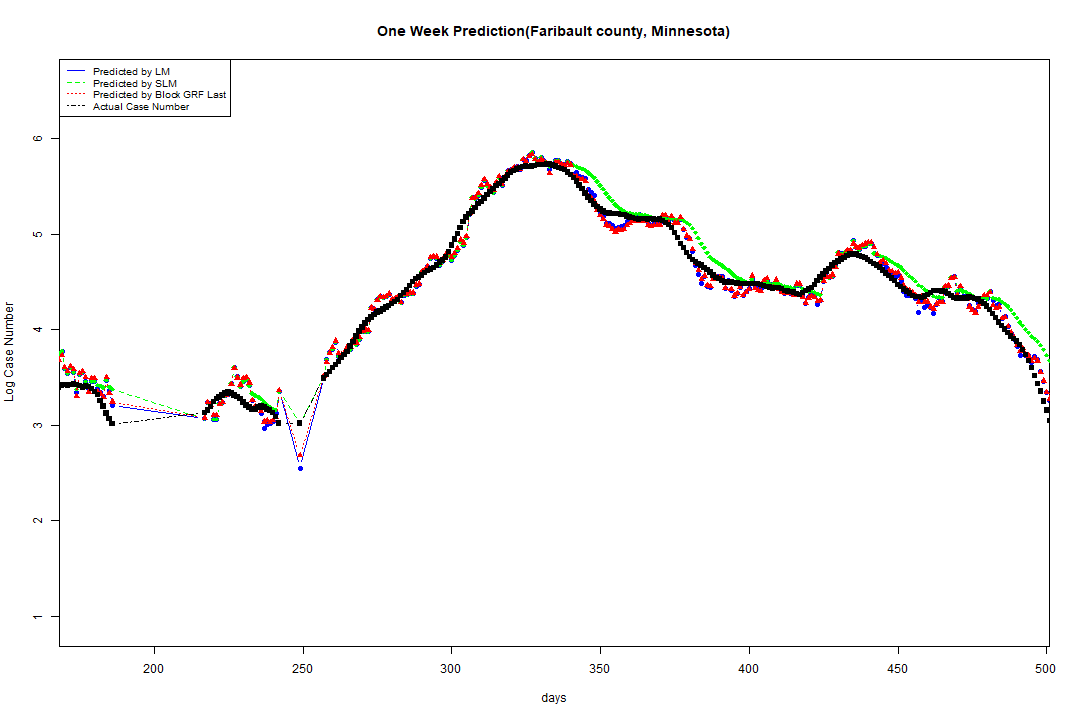 One Week Prediction(Faribault county, Minnesota)
Predicted by LM
Predicted by SLM
Predicted by Block GRF Last
Actual Case Number
6
5
4
3
2
1
Log Case Number
200 250 300 350 400 450 500
days